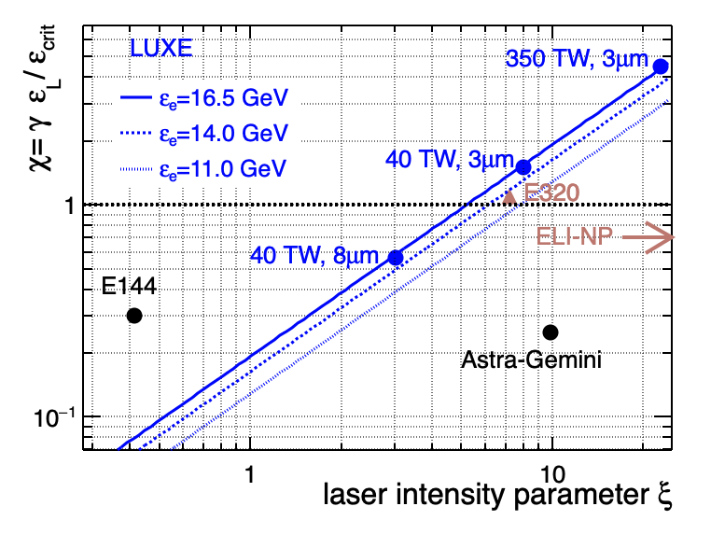 χ= γ ε_L / ε_crit
LUXE
ε_e=16.5 GeV
ε_e=14.0 GeV
ε_e=11.0 GeV
350 TW, 3μm
40 TW, 3μm
E320
1
ELI-NP
40 TW, 8μm
E144
Astra-Gemini
10⁻¹
1
10
laser intensity parameter ξ